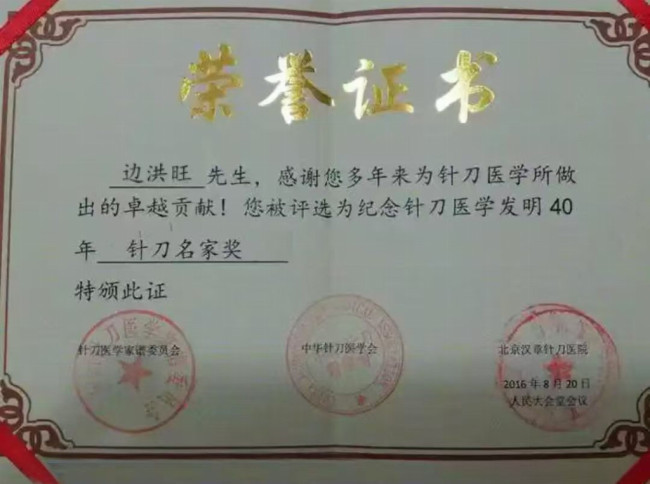 荣誉证书
边洪旺 先生，感谢您多年来为针刀医学所做
出的卓越贡献！您被评选为纪念针刀医学发明40
年 针刀名家奖
特颁此证
针刀医学家谱委员会
中华针刀医学会
北京汉章针刀医院
2016年8月20日
人民大会堂会议